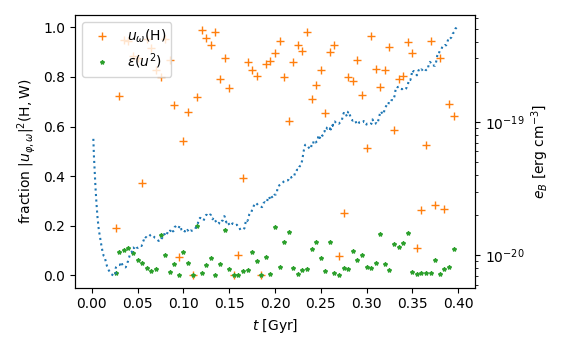 1.0
0.8
0.6
0.4
0.2
0.0
fraction |u_{φ,ω}|²(H, W)
u_ω(H)
ε(u²)
10⁻¹⁹
10⁻²⁰
e_B [erg cm⁻³]
0.00 0.05 0.10 0.15 0.20 0.25 0.30 0.35 0.40
t [Gyr]